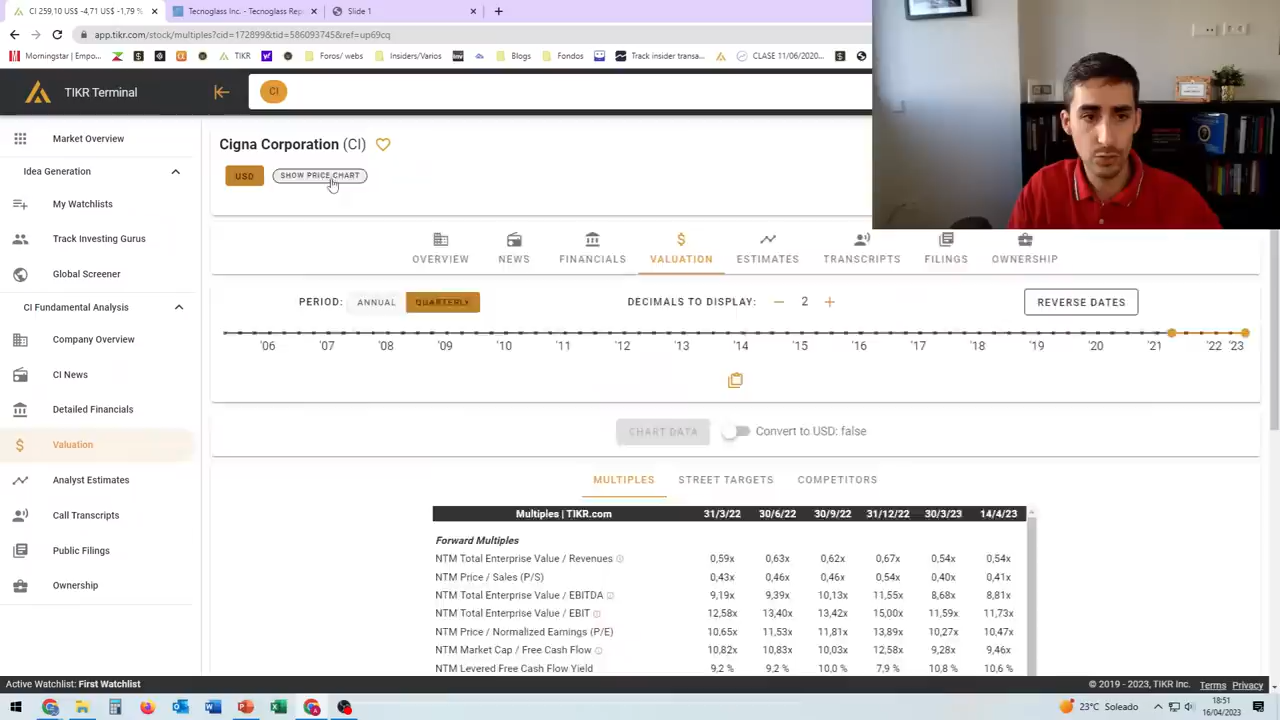 CI 259,10 US$ -4,71 US$ -1,79 %
Tecnoglass Inc. - Tecnoglass Rep
Slide 1
app.tikr.com/stock/multiples?cid=172899&tid=586093745&ref=up69cq
Morningstar | Empor...
TIKR
Foros/ webs
Insiders/Varios
Blogs
Fondos
Track insider transa...
CLASE 11/06/2020...
TIKR Terminal
CI
Market Overview
Idea Generation
My Watchlists
Track Investing Gurus
Global Screener
CI Fundamental Analysis
Company Overview
CI News
Detailed Financials
Valuation
Analyst Estimates
Call Transcripts
Public Filings
Ownership
Cigna Corporation (CI)
USD
SHOW PRICE CHART
OVERVIEW NEWS FINANCIALS VALUATION ESTIMATES TRANSCRIPTS FILINGS OWNERSHIP
PERIOD: ANNUAL QUARTERLY DECIMALS TO DISPLAY: − 2 + REVERSE DATES
'06 '07 '08 '09 '10 '11 '12 '13 '14 '15 '16 '17 '18 '19 '20 '21 '22 '23
CHART DATA Convert to USD: false
MULTIPLES STREET TARGETS COMPETITORS
Multiples | TIKR.com 31/3/22 30/6/22 30/9/22 31/12/22 30/3/23 14/4/23
Forward Multiples
NTM Total Enterprise Value / Revenues 0,59x 0,63x 0,62x 0,67x 0,54x 0,54x
NTM Price / Sales (P/S) 0,43x 0,46x 0,46x 0,54x 0,40x 0,41x
NTM Total Enterprise Value / EBITDA 9,19x 9,39x 10,13x 11,55x 8,68x 8,81x
NTM Total Enterprise Value / EBIT 12,58x 13,40x 13,42x 15,00x 11,59x 11,73x
NTM Price / Normalized Earnings (P/E) 10,65x 11,53x 11,81x 13,89x 10,27x 10,47x
NTM Market Cap / Free Cash Flow 10,82x 10,83x 10,03x 12,58x 9,28x 9,46x
NTM Levered Free Cash Flow Yield 9,2 % 9,2 % 10,0 % 7,9 % 10,8 % 10,6 %
Active Watchlist: First Watchlist
© 2019 - 2023, TIKR Inc. Terms Privacy
23°C Soleado
18:51
16/04/2023